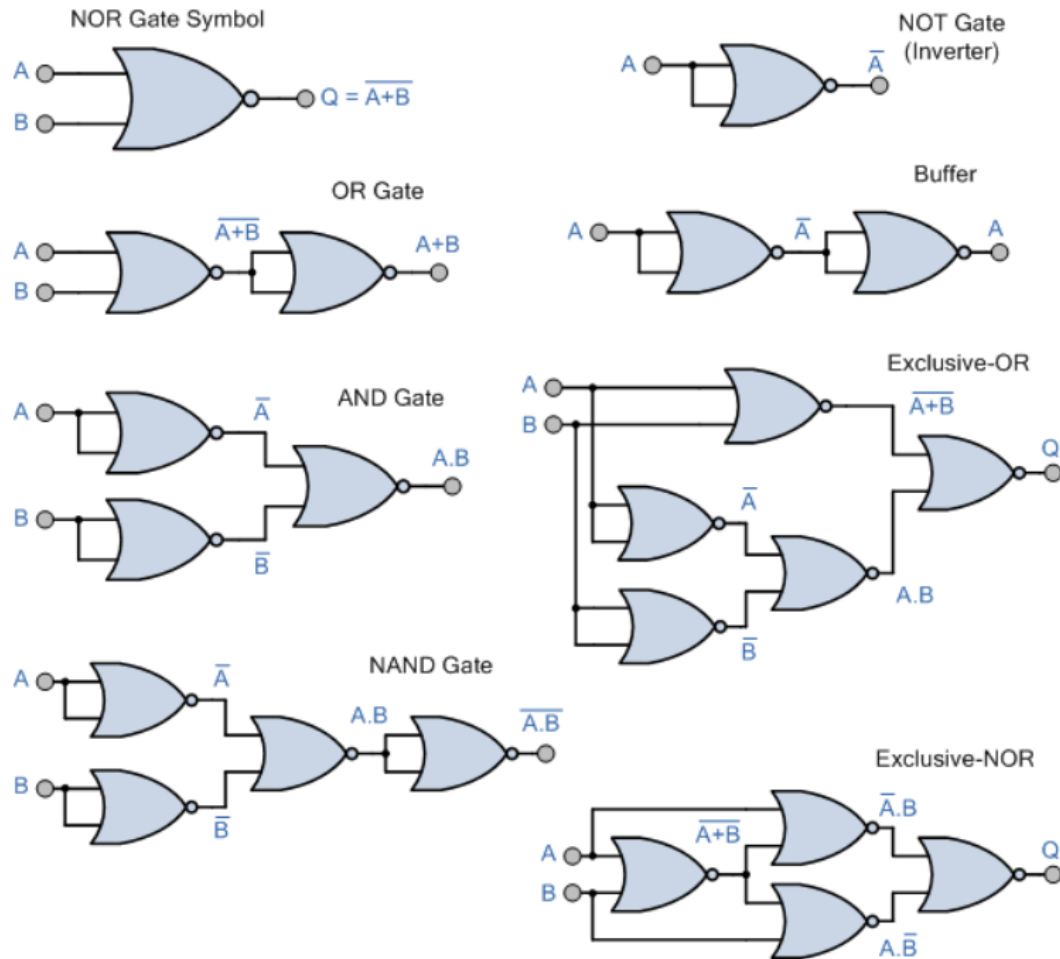 NOR Gate Symbol
A
B
Q = A̅+̅B̅
NOT Gate
(Inverter)
A
A̅
OR Gate
A
B
A̅+̅B̅
A+B
Buffer
A
A̅
A
AND Gate
A
A̅
B
B̅
A.B
Exclusive-OR
A
B
A̅+̅B̅
A̅
B̅
A.B
Q
NAND Gate
A
A̅
B
B̅
A.B
A̅.̅B̅
Exclusive-NOR
A
B
A̅+̅B̅
A̅.B
A.B̅
Q